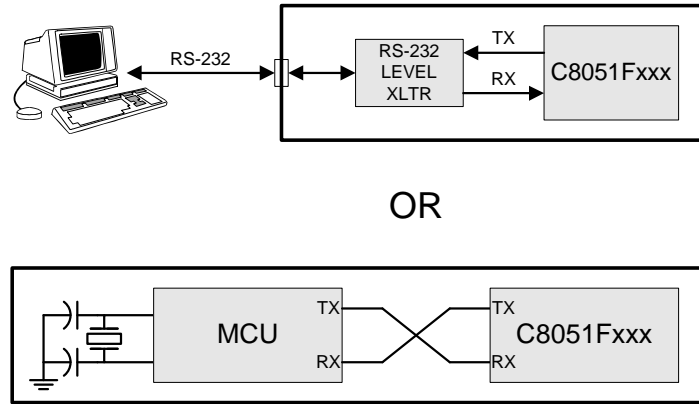 RS-232
RS-232
LEVEL
XLTR
TX
RX
C8051Fxxx
OR
MCU
TX
RX
TX
RX
C8051Fxxx